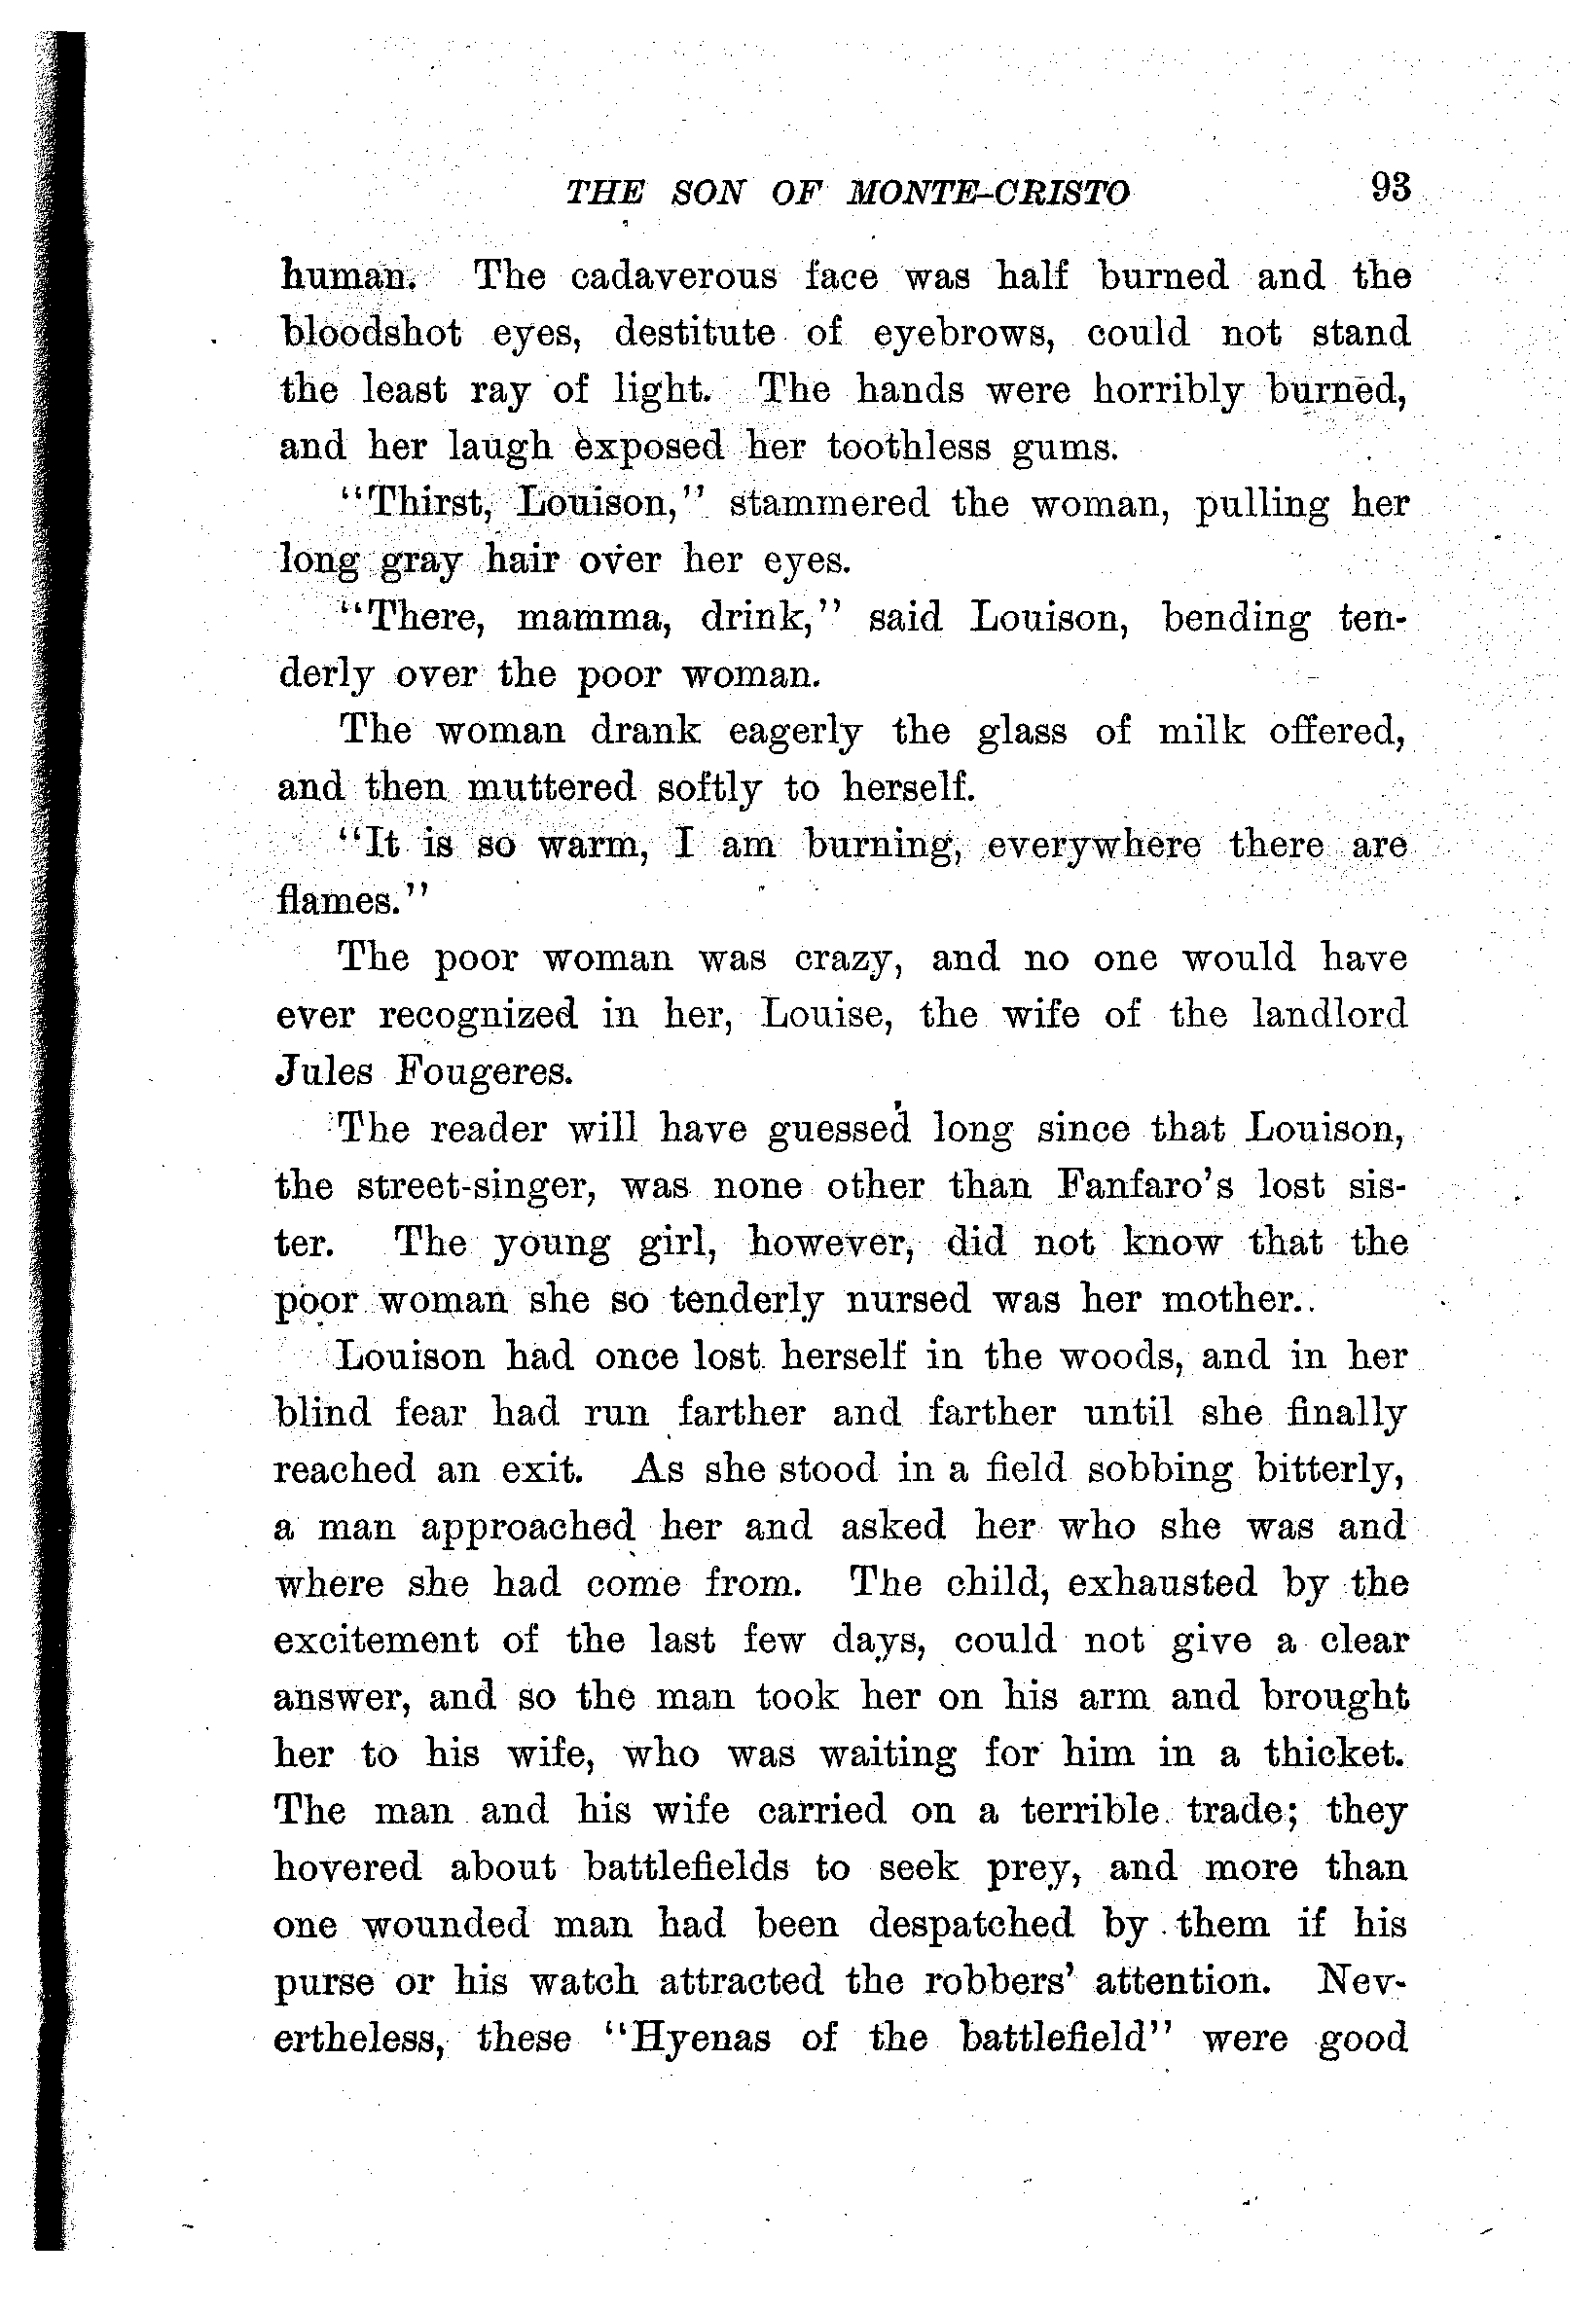 THE SON OF MONTE-CRISTO 93
human. The cadaverous face was half burned and the
bloodshot eyes, destitute of eyebrows, could not stand
the least ray of light. The hands were horribly burned,
and her laugh exposed her toothless gums.
"Thirst, Louison," stammered the woman, pulling her
long gray hair over her eyes.
"There, mamma, drink," said Louison, bending ten-
derly over the poor woman.
The woman drank eagerly the glass of milk offered,
and then muttered softly to herself.
"It is so warm, I am burning, everywhere there are
flames."
The poor woman was crazy, and no one would have
ever recognized in her, Louise, the wife of the landlord
Jules Fougeres.
The reader will have guessed long since that Louison,
the street-singer, was none other than Fanfaro's lost sis-
ter. The young girl, however, did not know that the
poor woman she so tenderly nursed was her mother.
Louison had once lost herself in the woods, and in her
blind fear had run farther and farther until she finally
reached an exit. As she stood in a field sobbing bitterly,
a man approached her and asked her who she was and
where she had come from. The child, exhausted by the
excitement of the last few days, could not give a clear
answer, and so the man took her on his arm and brought
her to his wife, who was waiting for him in a thicket.
The man and his wife carried on a terrible trade; they
hovered about battlefields to seek prey, and more than
one wounded man had been despatched by them if his
purse or his watch attracted the robbers' attention. Nev-
ertheless, these "Hyenas of the battlefield" were good